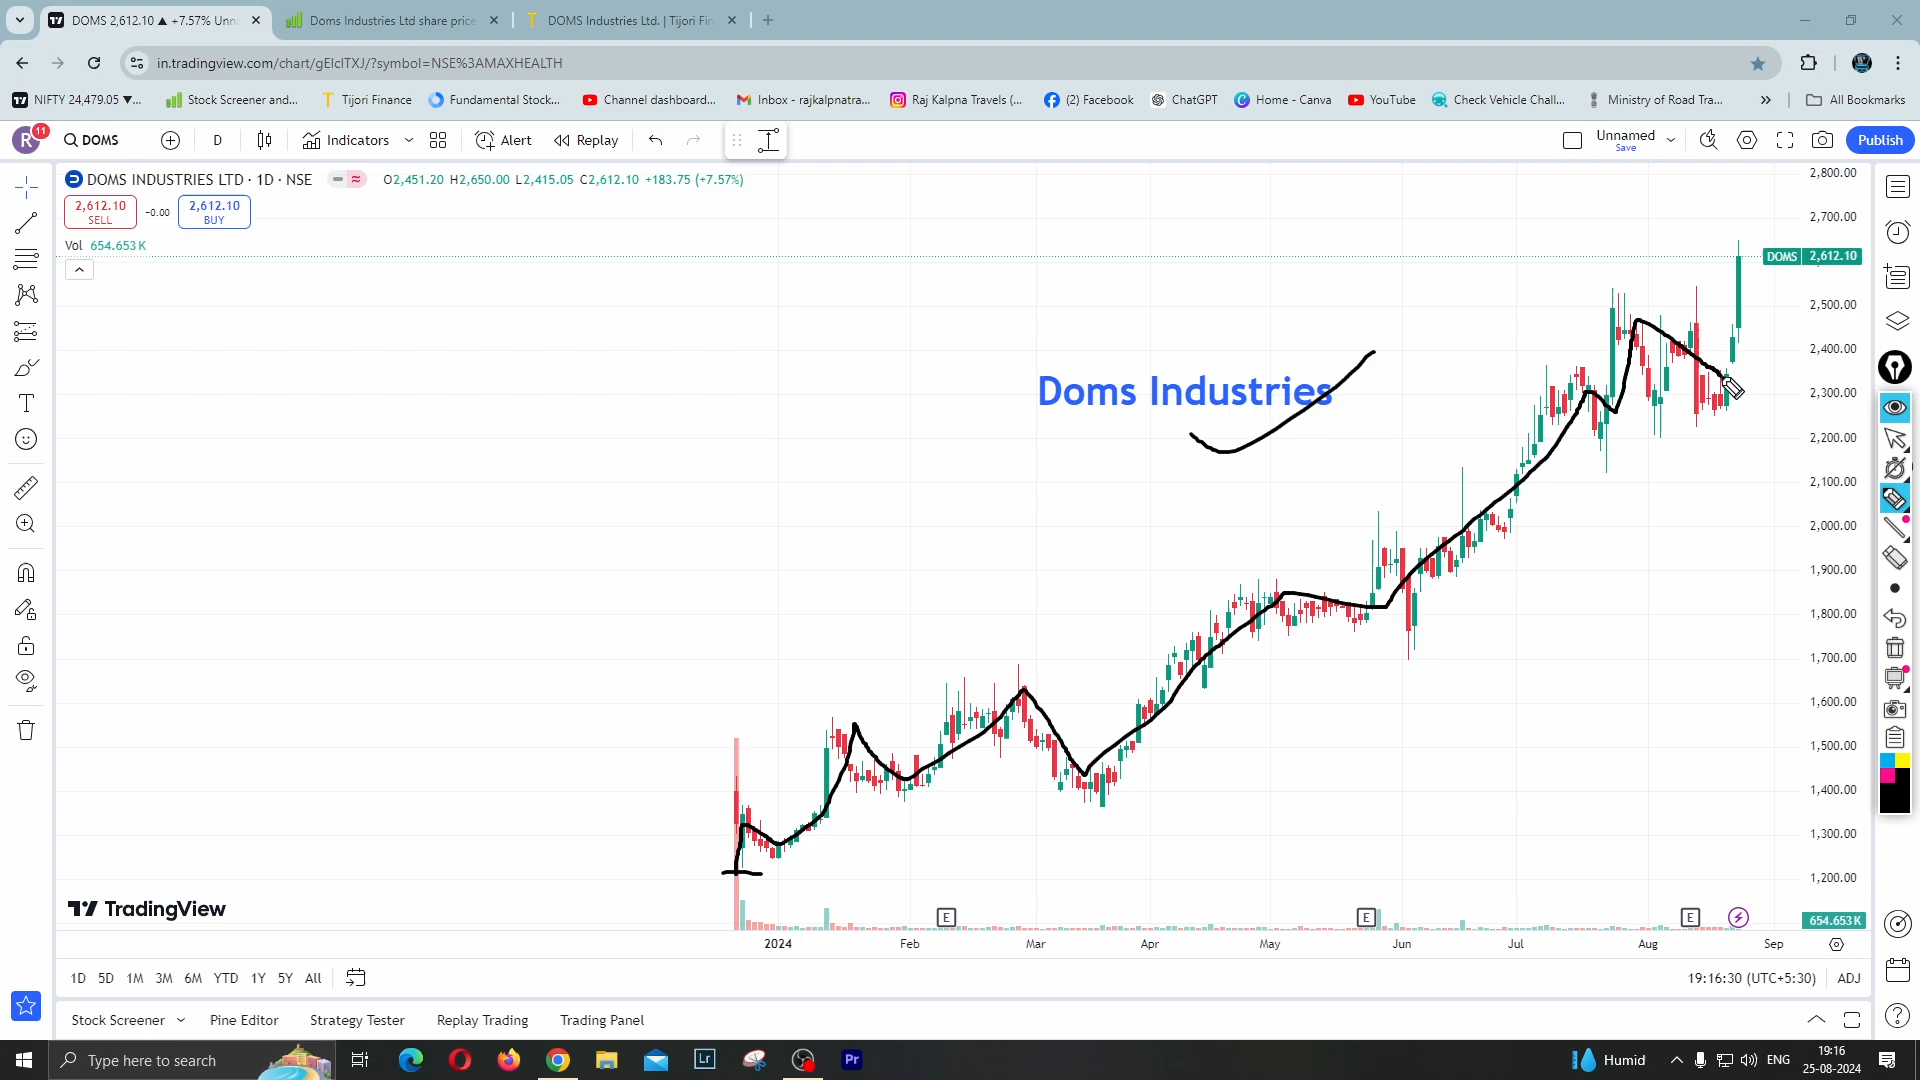 DOMS 2,612.10 ▲ +7.57% Unna
Doms Industries Ltd share price
DOMS Industries Ltd. | Tijori Fin
in.tradingview.com/chart/gElclTXJ/?symbol=NSE%3AMAXHEALTH
NIFTY 24,479.05 ▼...
Stock Screener and...
Tijori Finance
Fundamental Stock...
Channel dashboard...
Inbox - rajkalpnatra...
Raj Kalpna Travels (...
(2) Facebook
ChatGPT
Home - Canva
YouTube
Check Vehicle Chall...
Ministry of Road Tra...
All Bookmarks
R 11
DOMS
D
Indicators
Alert
Replay
Unnamed
Save
Publish
DOMS INDUSTRIES LTD · 1D · NSE
O2,451.20 H2,650.00 L2,415.05 C2,612.10 +183.75 (+7.57%)
2,612.10
SELL
-0.00
2,612.10
BUY
Vol 654.653 K
Doms Industries
2,800.00
2,700.00
DOMS 2,612.10
2,500.00
2,400.00
2,300.00
2,200.00
2,100.00
2,000.00
1,900.00
1,800.00
1,700.00
1,600.00
1,500.00
1,400.00
1,300.00
1,200.00
654.653 K
TradingView
E
E
E
2024
Feb
Mar
Apr
May
Jun
Jul
Aug
Sep
1D 5D 1M 3M 6M YTD 1Y 5Y All
19:16:30 (UTC+5:30)
ADJ
Stock Screener
Pine Editor
Strategy Tester
Replay Trading
Trading Panel
Type here to search
Lr
Pr
Humid
ENG
19:16
25-08-2024